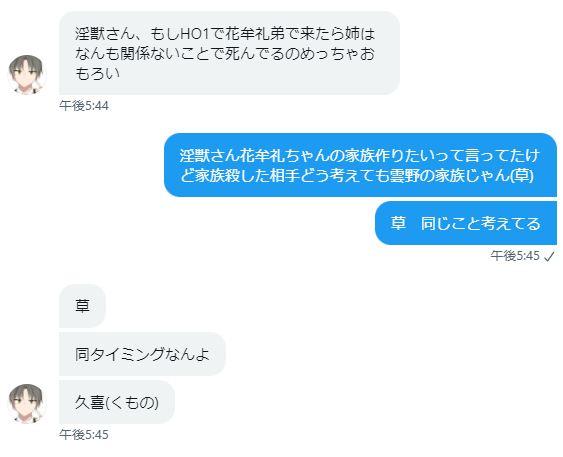 淫獣さん、もしHO1で花牟礼弟で来たら姉は
なんも関係ないことで死んでるのめっちゃお
もろい
午後5:44
淫獣さん花牟礼ちゃんの家族作りたいって言ってたけ
ど家族殺した相手どう考えても雲野の家族じゃん(草)
草　同じこと考えてる
午後5:45
草
同タイミングなんよ
久喜(くもの)
午後5:45